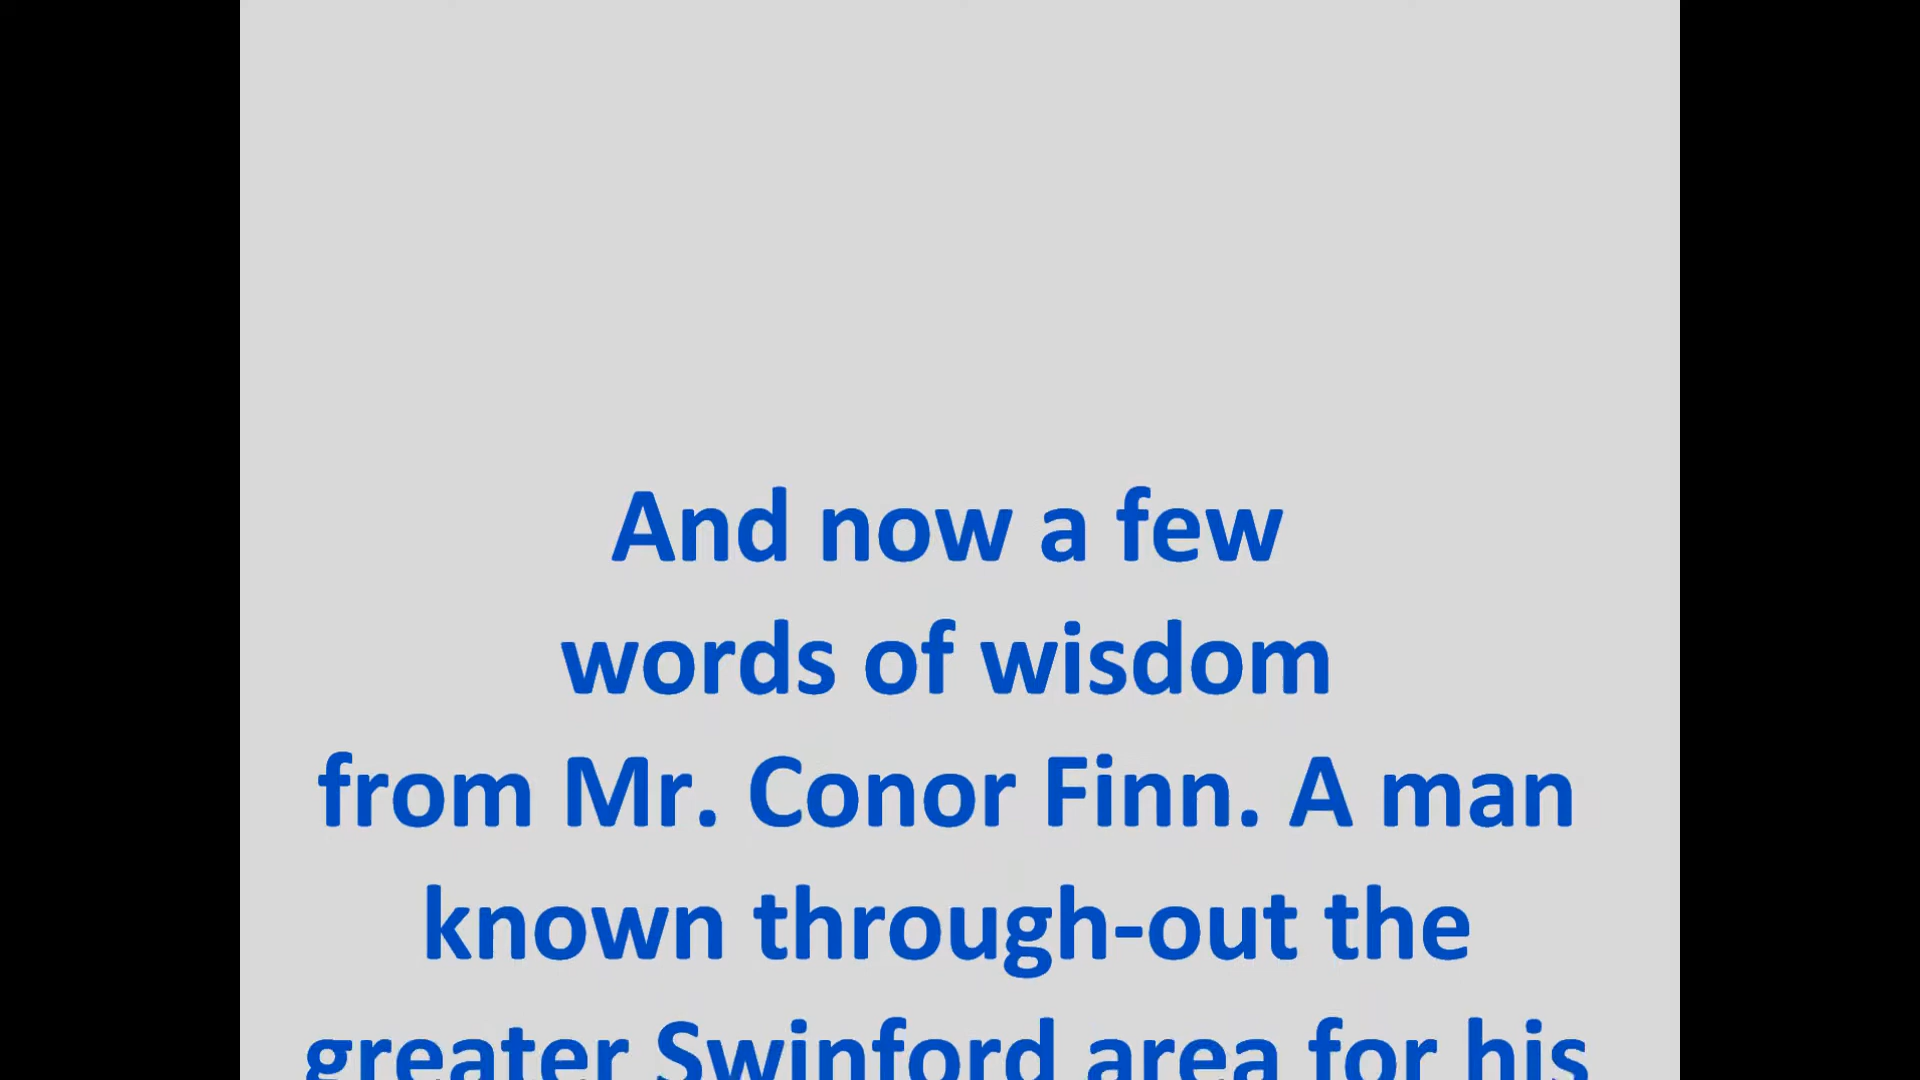 And now a few
words of wisdom
from Mr. Conor Finn. A man
known through-out the
greater Swinford area for his